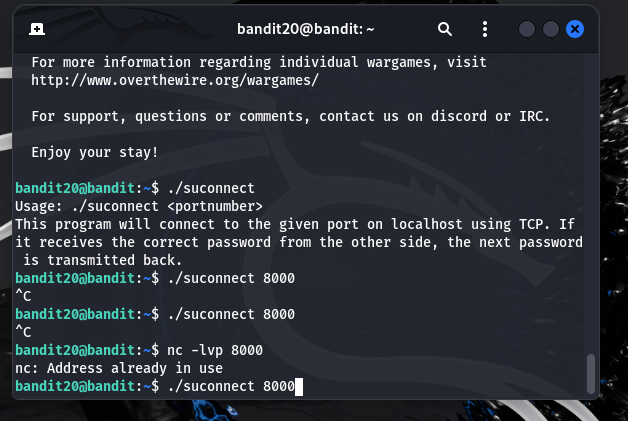 bandit20@bandit: ~
For more information regarding individual wargames, visit
http://www.overthewire.org/wargames/
For support, questions or comments, contact us on discord or IRC.
Enjoy your stay!
bandit20@bandit:~$ ./suconnect
Usage: ./suconnect <portnumber>
This program will connect to the given port on localhost using TCP. If
it receives the correct password from the other side, the next password
is transmitted back.
bandit20@bandit:~$ ./suconnect 8000
^C
bandit20@bandit:~$ ./suconnect 8000
^C
bandit20@bandit:~$ nc -lvp 8000
nc: Address already in use
bandit20@bandit:~$ ./suconnect 8000